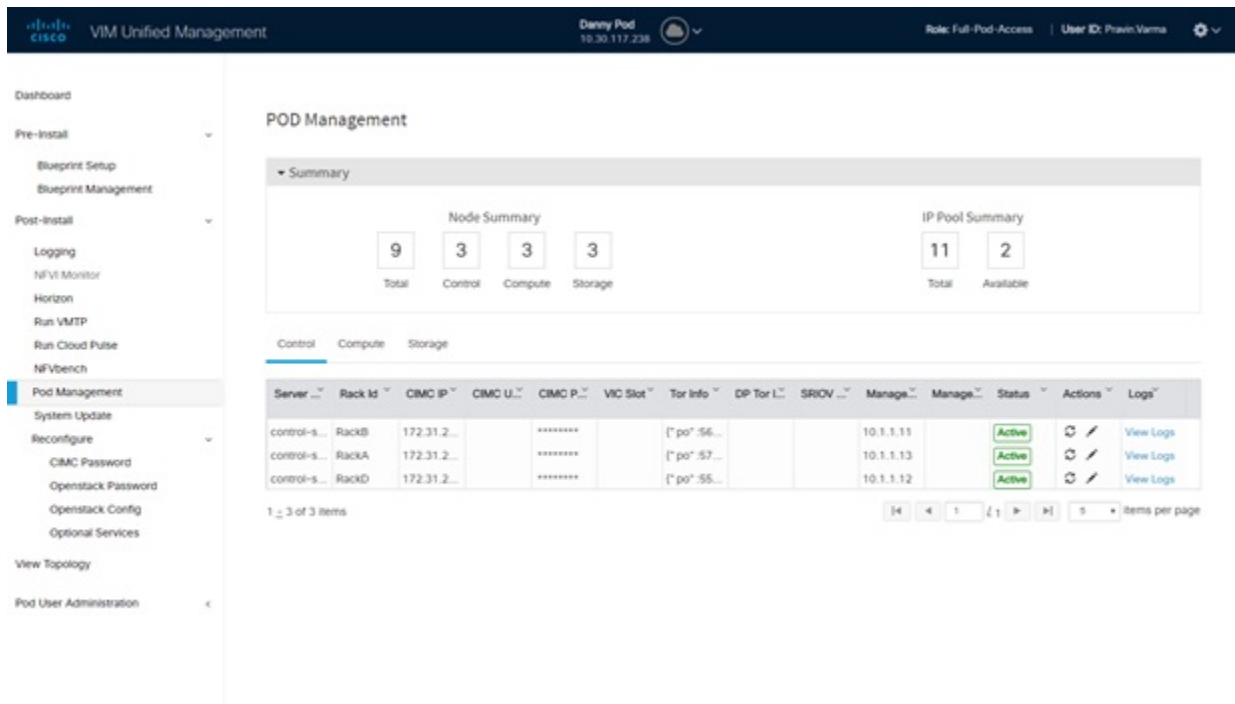 cisco VIM Unified Management Danny Pod 10.30.117.238 Role: Full-Pod-Access | User ID: Pravin.Varma
Dashboard
Pre-Install
Blueprint Setup
Blueprint Management
Post-Install
Logging
NFVI Monitor
Horizon
Run VMTP
Run Cloud Pulse
NFVbench
Pod Management
System Update
Reconfigure
CIMC Password
Openstack Password
Openstack Config
Optional Services
View Topology
Pod User Administration
POD Management
Summary
Node Summary
9 3 3 3
Total Control Compute Storage
IP Pool Summary
11 2
Total Available
Control Compute Storage
Server ... Rack Id CIMC IP CIMC U... CIMC P... VIC Slot Tor Info DP Tor I... SRIOV ... Manage... Manage... Status Actions Logs
control-s... RackB 172.31.2... ******** {" po" :56... 10.1.1.11 Active View Logs
control-s... RackA 172.31.2... ******** {" po" :57... 10.1.1.13 Active View Logs
control-s... RackD 172.31.2... ******** {" po" :55... 10.1.1.12 Active View Logs
1 - 3 of 3 items 1 / 1 5 items per page